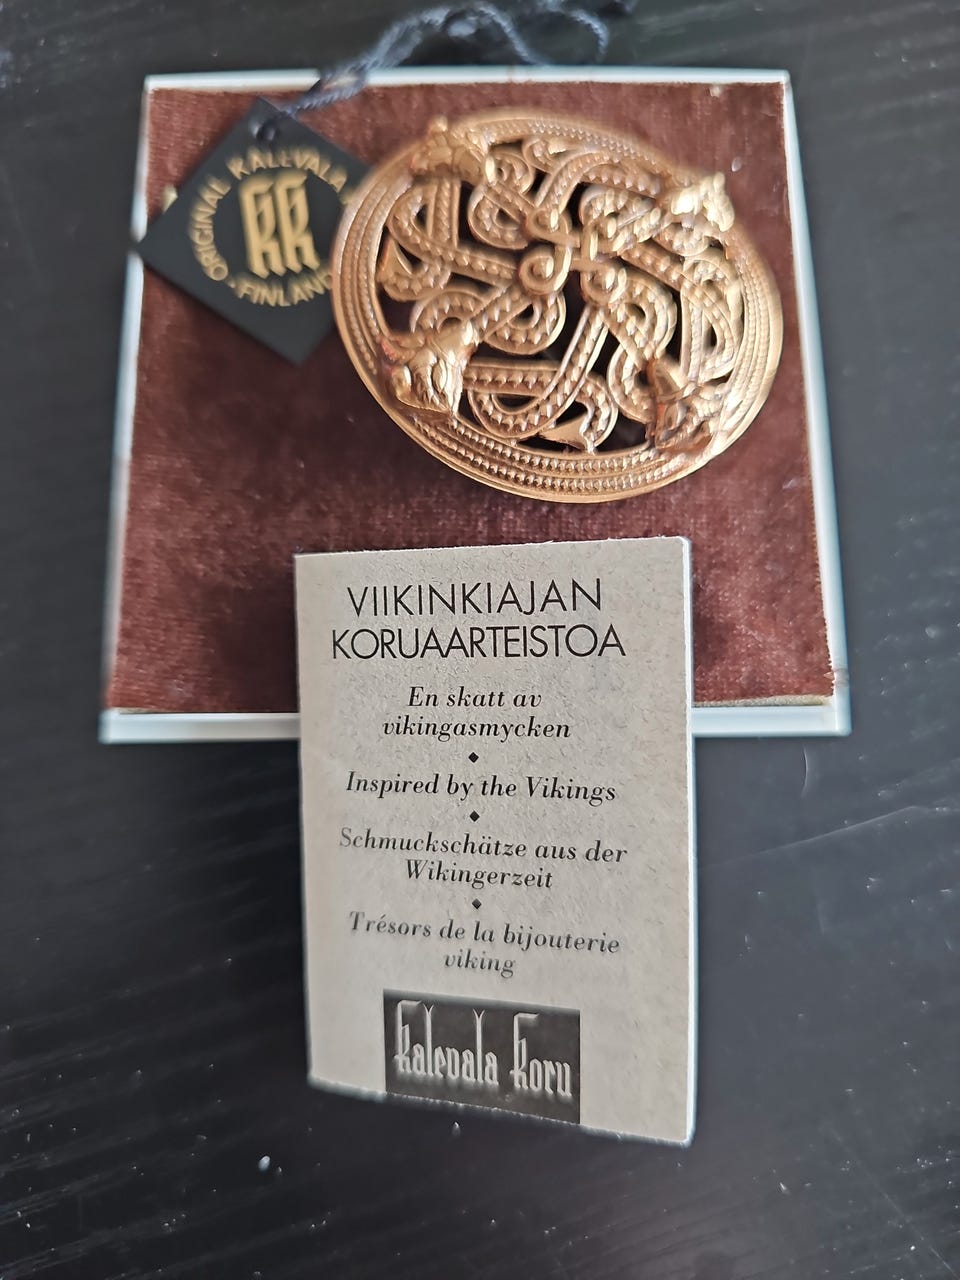 ORIGINAL KALEVALA
KK
·FINLAND
VIIKINKIAJAN
KORUAARTEISTOA
En skatt av
vikingasmycken
Inspired by the Vikings
Schmuckschätze aus der
Wikingerzeit
Trésors de la bijouterie
viking
Kalevala Koru